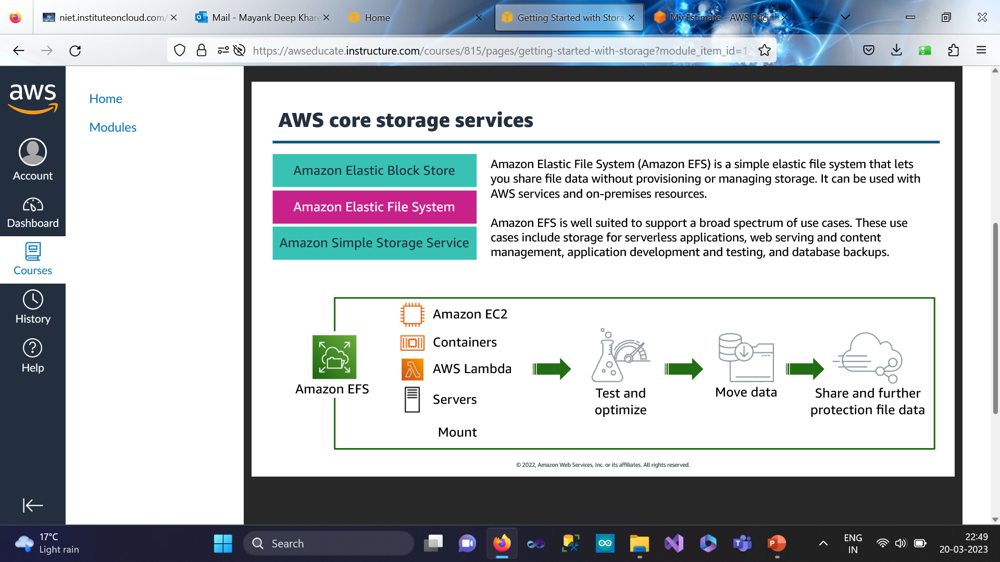 niet.instituteoncloud.com/
Mail - Mayank Deep Khare
Home
Getting Started with Stora
My Estimate - AWS Pricing
https://awseducate.instructure.com/courses/815/pages/getting-started-with-storage?module_item_id=14
aws
Account
Dashboard
Courses
History
Help
Home
Modules
AWS core storage services
Amazon Elastic Block Store
Amazon Elastic File System
Amazon Simple Storage Service
Amazon Elastic File System (Amazon EFS) is a simple elastic file system that lets
you share file data without provisioning or managing storage. It can be used with
AWS services and on-premises resources.
Amazon EFS is well suited to support a broad spectrum of use cases. These use
cases include storage for serverless applications, web serving and content
management, application development and testing, and database backups.
Amazon EFS
Amazon EC2
Containers
AWS Lambda
Servers
Mount
Test and
optimize
Move data
Share and further
protection file data
© 2022, Amazon Web Services, Inc. or its affiliates. All rights reserved.
17°C
Light rain
Search
ENG
IN
22:49
20-03-2023